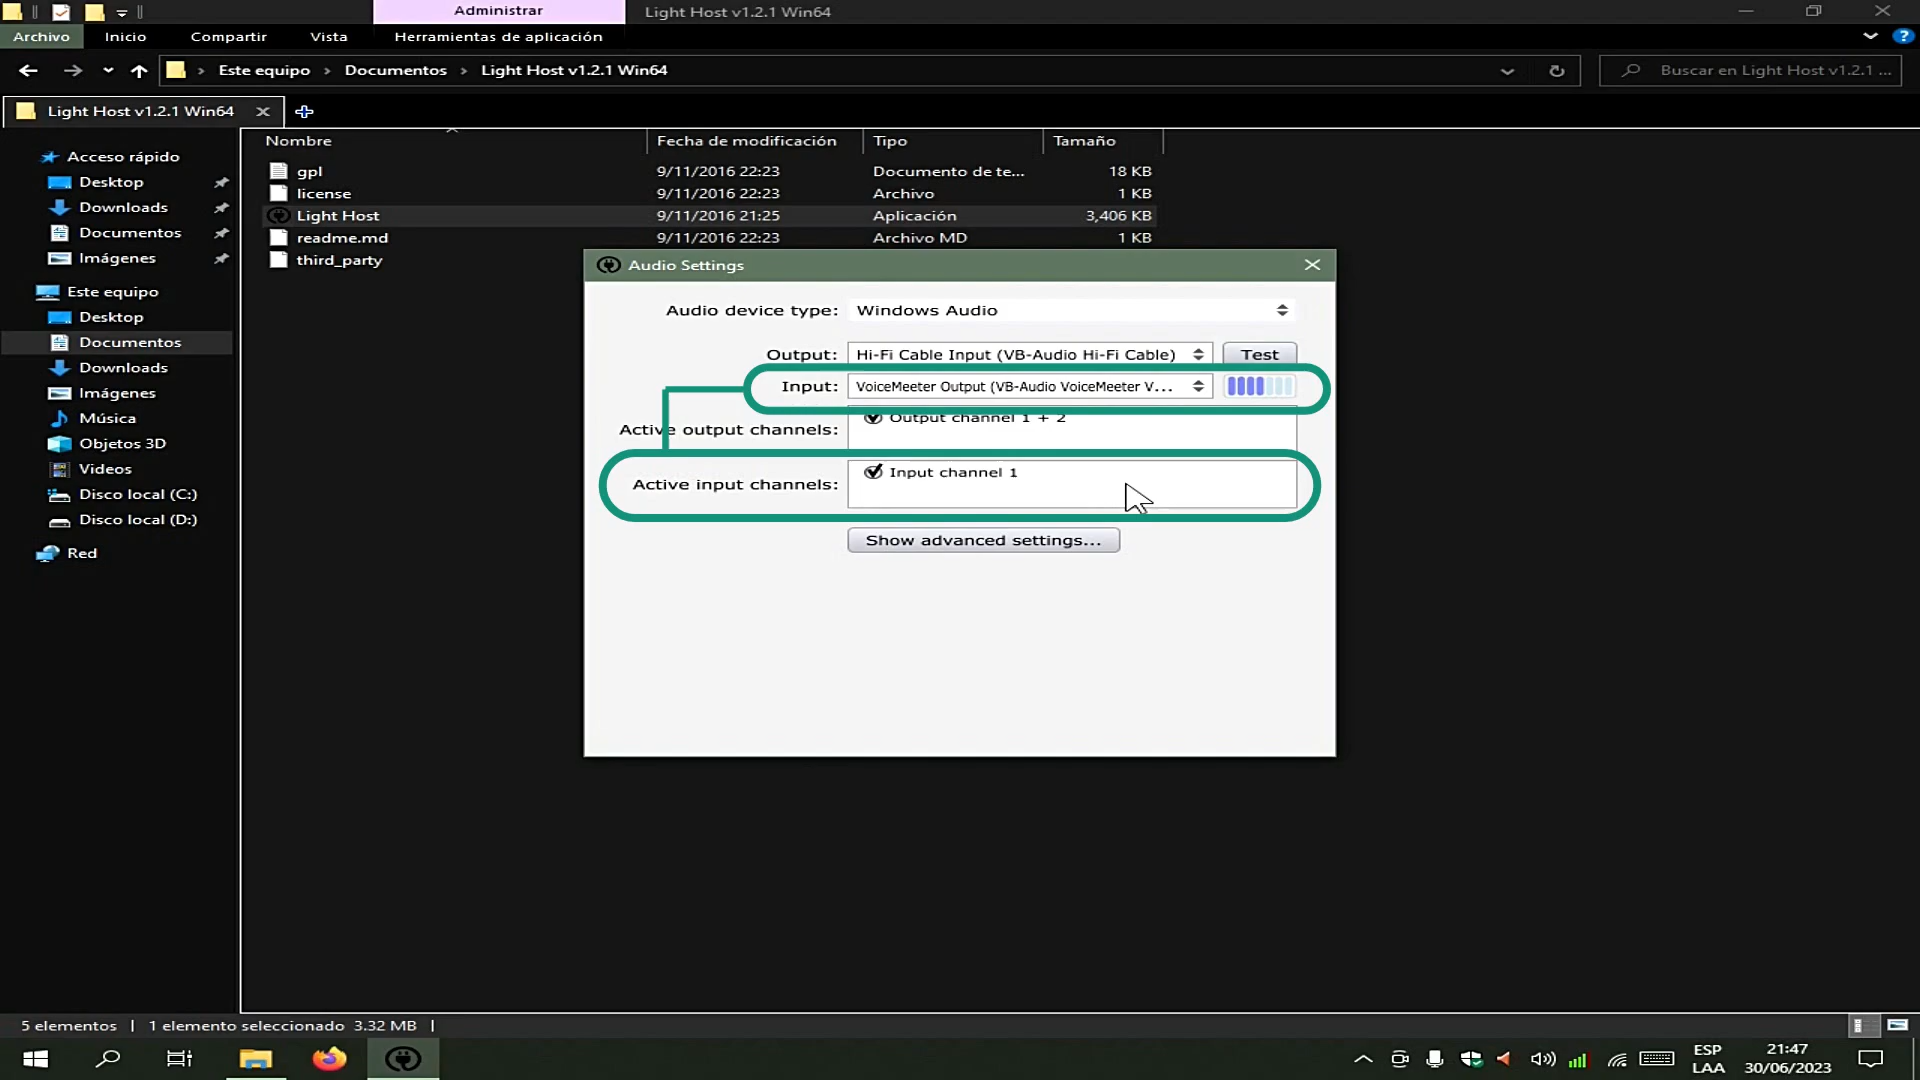 Administrar
Light Host v1.2.1 Win64
Archivo Inicio Compartir Vista Herramientas de aplicación
Este equipo › Documentos › Light Host v1.2.1 Win64
Buscar en Light Host v1.2.1 ...
Light Host v1.2.1 Win64
Nombre Fecha de modificación Tipo Tamaño
gpl 9/11/2016 22:23 Documento de te... 18 KB
license 9/11/2016 22:23 Archivo 1 KB
Light Host 9/11/2016 21:25 Aplicación 3,406 KB
readme.md 9/11/2016 22:23 Archivo MD 1 KB
third_party
Acceso rápido
Desktop
Downloads
Documentos
Imágenes
Este equipo
Desktop
Documentos
Downloads
Imágenes
Música
Objetos 3D
Videos
Disco local (C:)
Disco local (D:)
Red
Audio Settings
Audio device type: Windows Audio
Output: Hi-Fi Cable Input (VB-Audio Hi-Fi Cable) Test
Input: VoiceMeeter Output (VB-Audio VoiceMeeter V...
Output channel 1 + 2
Active output channels:
Input channel 1
Active input channels:
Show advanced settings...
5 elementos | 1 elemento seleccionado 3.32 MB |
ESP 21:47
LAA 30/06/2023